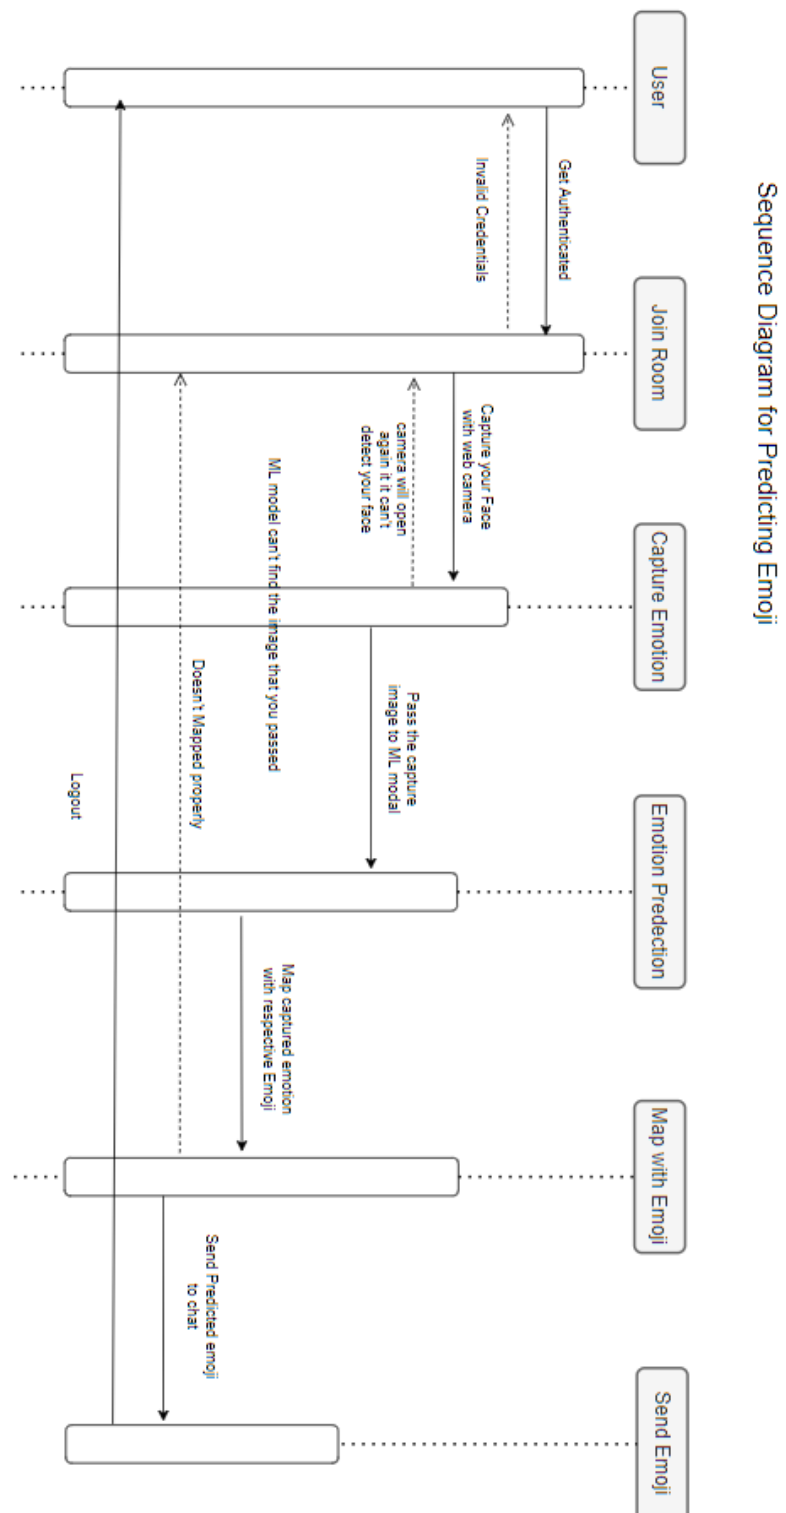 Sequence Diagram for Predicting Emoji
User
Join Room
Capture Emotion
Emotion Predection
Map with Emoji
Send Emoji
Get Authenticated
Invalid Credentials
Capture your Face
with web camera
camera will open
again it it can't
detect your face
Pass the capture
image to ML modal
ML model can't find the image that you passed
Map captured emotion
with respective Emoji
Doesn't Mapped properly
Send Predicted emoji
to chat
Logout